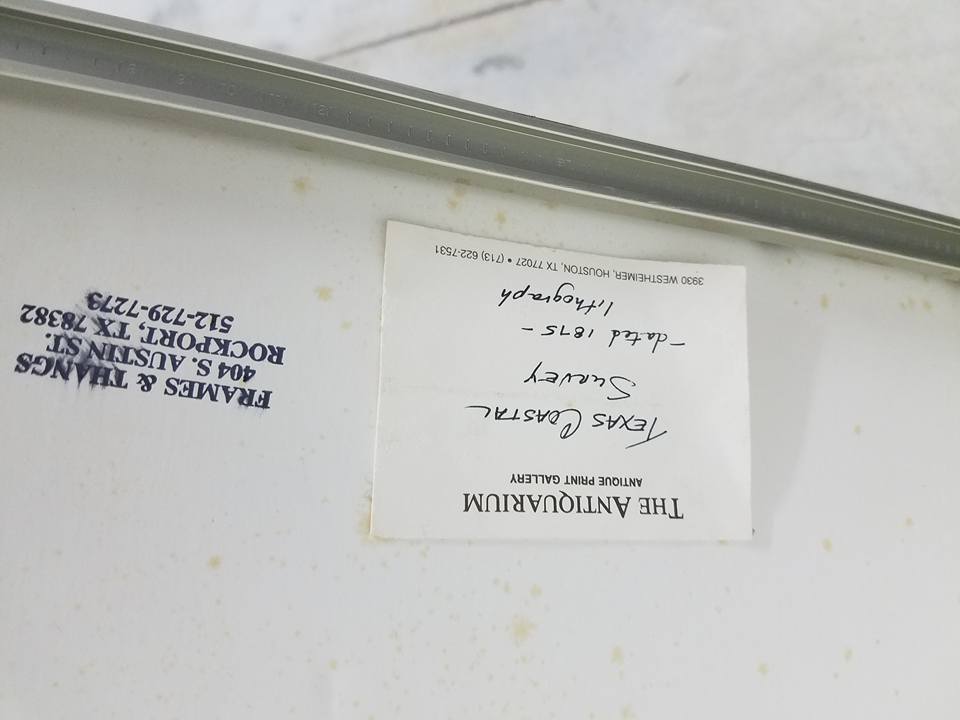 THE ANTIQUARIUM
ANTIQUE PRINT GALLERY
TEXAS COASTAL
SURVEY
-dated 1875-
lithograph
3930 WESTHEIMER, HOUSTON, TX 77027 • (713) 622-7531
FRAMES & THANGS
404 S. AUSTIN ST.
ROCKPORT, TX 78382
512-729-7273